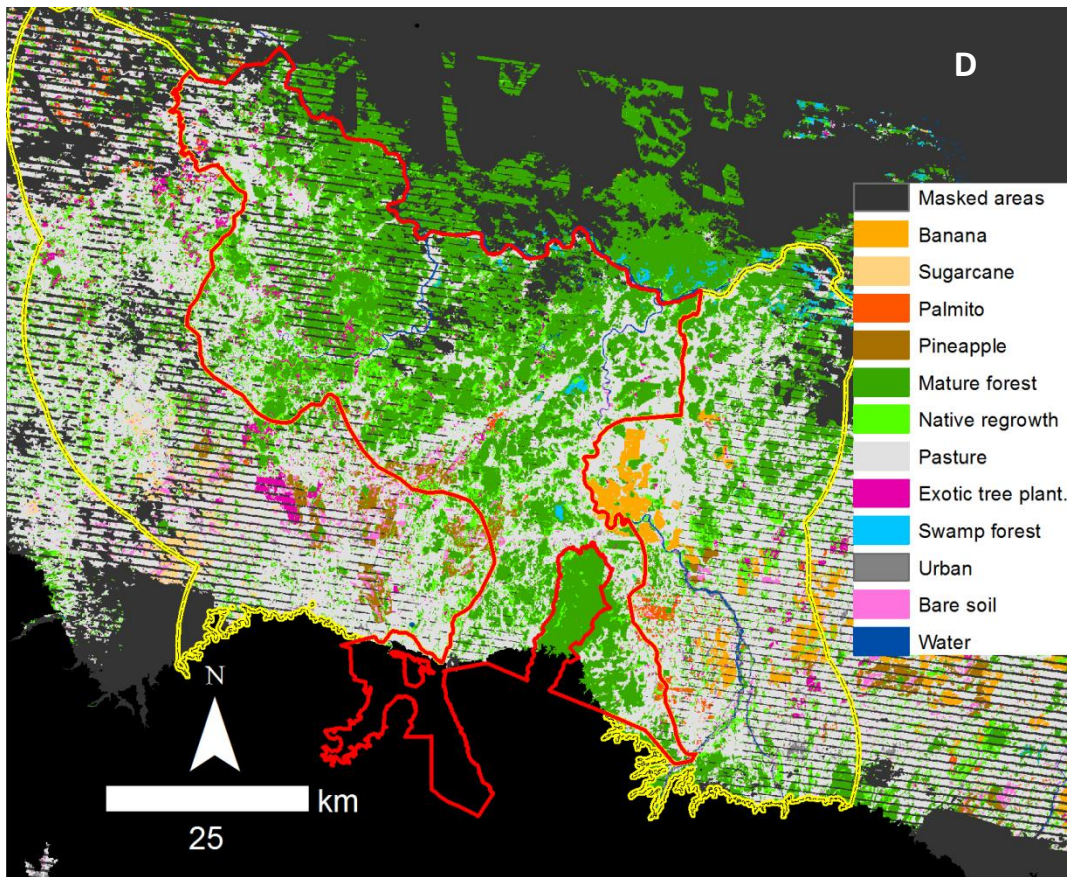 D
Masked areas
Banana
Sugarcane
Palmito
Pineapple
Mature forest
Native regrowth
Pasture
Exotic tree plant.
Swamp forest
Urban
Bare soil
Water
N
km
25